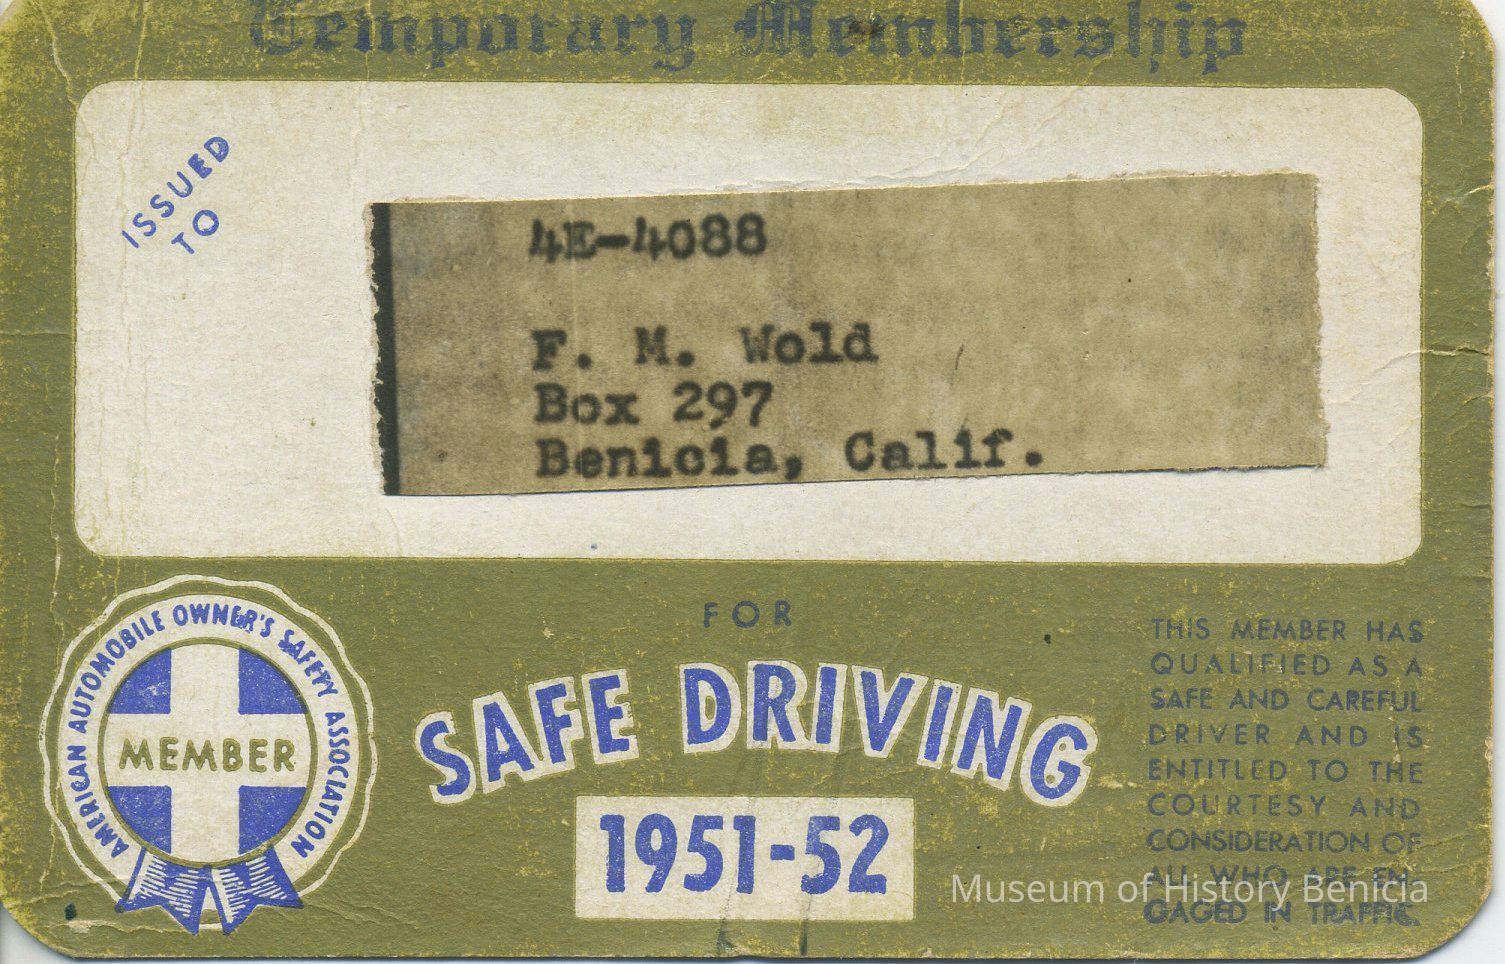 Temporary Membership
ISSUED
TO
4E-4088
F. M. Wold
Box 297
Benicia, Calif.
AMERICAN AUTOMOBILE OWNER'S SAFETY ASSOCIATION
MEMBER
FOR
SAFE DRIVING
1951-52
THIS MEMBER HAS
QUALIFIED AS A
SAFE AND CAREFUL
DRIVER AND IS
ENTITLED TO THE
COURTESY AND
CONSIDERATION OF
ALL WHO ARE EN-
GAGED IN TRAFFIC.
Museum of History Benicia